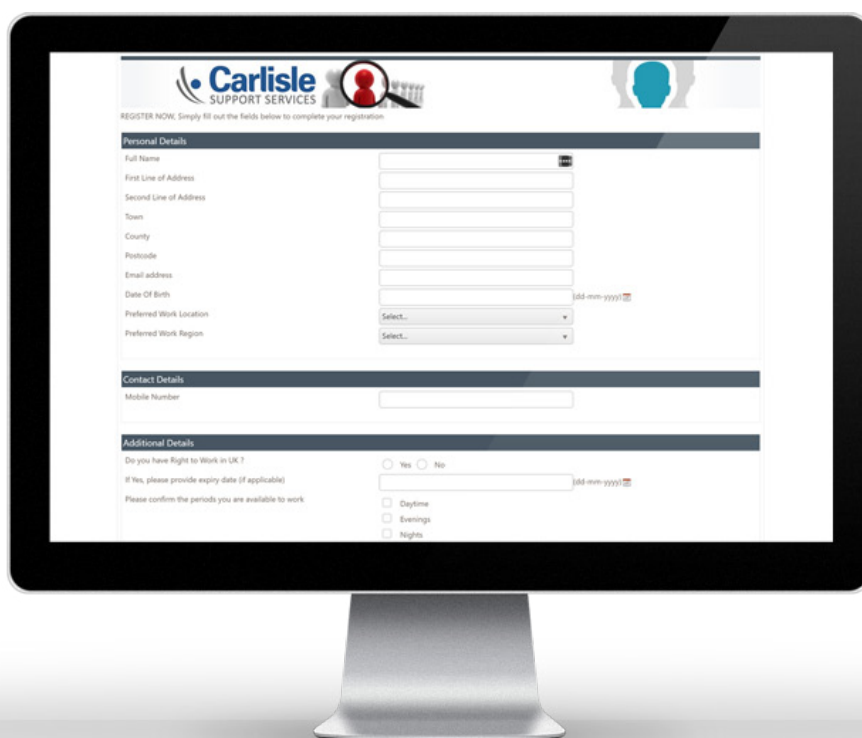 Carlisle
SUPPORT SERVICES
REGISTER NOW, Simply fill out the fields below to complete your registration
Personal Details
Full Name
First Line of Address
Second Line of Address
Town
County
Postcode
Email address
Date Of Birth (dd-mm-yyyy)
Preferred Work Location Select...
Preferred Work Region Select...
Contact Details
Mobile Number
Additional Details
Do you have Right to Work in UK ? Yes No
If Yes, please provide expiry date (if applicable) (dd-mm-yyyy)
Please confirm the periods you are available to work Daytime
Evenings
Nights